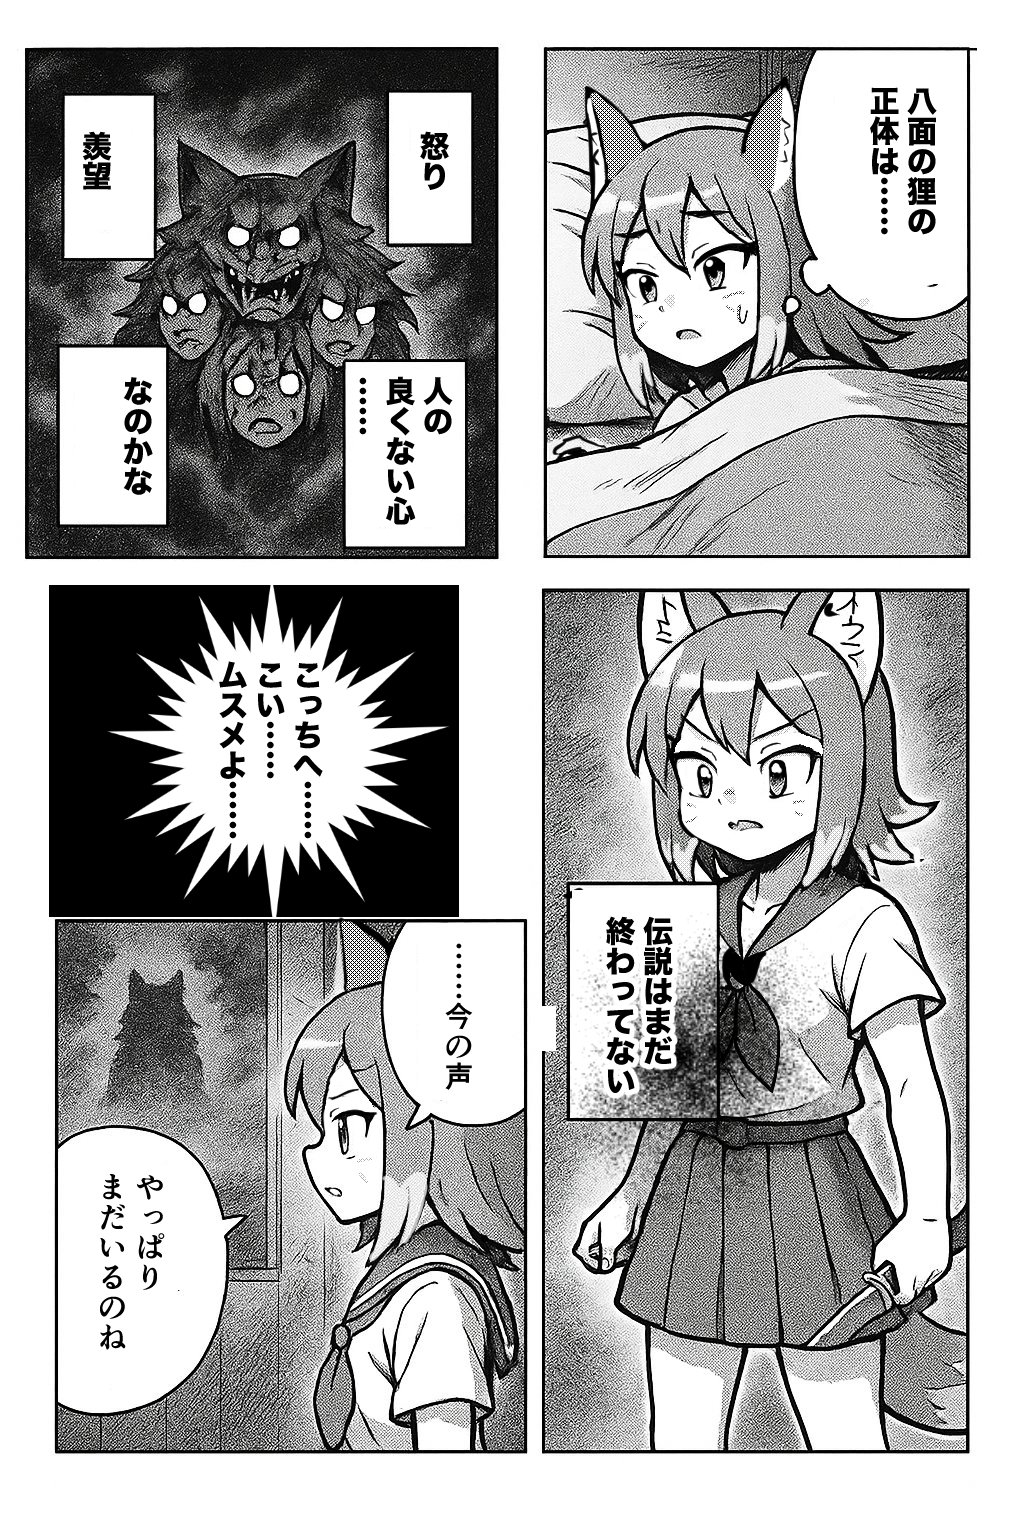 八面の狸の
正体は……
怒り
羨望
人の
良くない心
……
なのかな
伝説はまだ
終わってない
こっちへ……
こい……
ムスメよ……
……今の声
やっぱり
まだいるのね